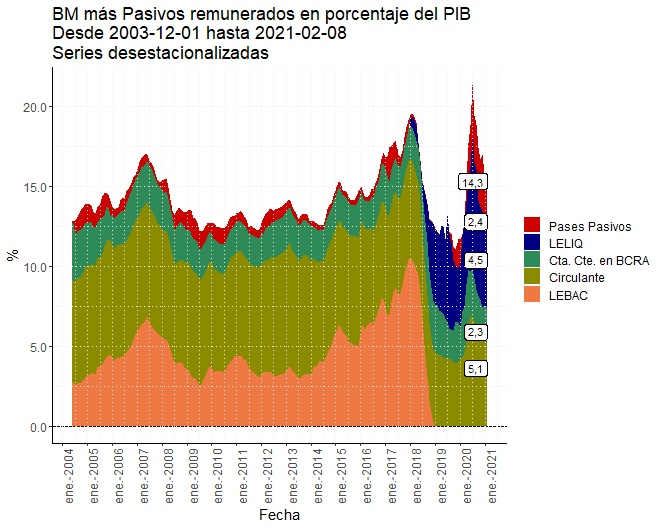 BM más Pasivos remunerados en porcentaje del PIB
Desde 2003-12-01 hasta 2021-02-08
Series desestacionalizadas
20.0
15.0
10.0
5.0
0.0
%
14,3
2,4
4,5
2,3
5,1
Pases Pasivos
LELIQ
Cta. Cte. en BCRA
Circulante
LEBAC
ene.-2004
ene.-2005
ene.-2006
ene.-2007
ene.-2008
ene.-2009
ene.-2010
ene.-2011
ene.-2012
ene.-2013
ene.-2014
ene.-2015
ene.-2016
ene.-2017
ene.-2018
ene.-2019
ene.-2020
ene.-2021
Fecha